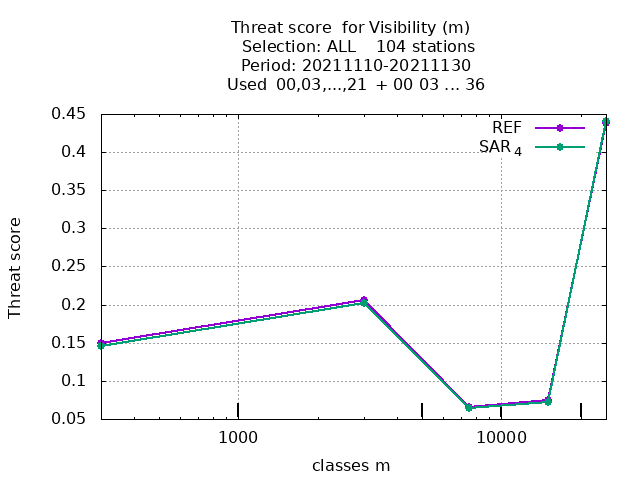 Threat score for Visibility (m)
Selection: ALL 104 stations
Period: 20211110-20211130
Used 00,03,...,21 + 00 03 ... 36
0.45
0.4
0.35
0.3
0.25
0.2
0.15
0.1
0.05
Threat score
REF
SAR 4
1000
10000
classes m